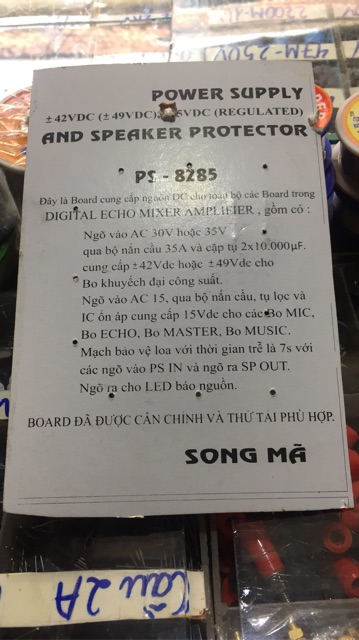 2200M-
47M-250V
POWER SUPPLY
±42VDC (±49VDC) 5VDC (REGULATED)
AND SPEAKER PROTECTOR
PS - 8285
Đây là Board cung cấp nguồn DC cho toàn bộ các Board trong
DIGITAL ECHO MIXER AMPLIFIER , gồm có :
Ngõ vào AC 30V hoặc 35V
qua bộ nắn cầu 35A và cặp tụ 2x10.000µF.
cung cấp ±42Vdc hoặc ±49Vdc cho
Bo khuyếch đại công suất.
Ngõ vào AC 15, qua bộ nắn cầu, tụ lọc và
IC ổn áp cung cấp 15Vdc cho các Bo MIC,
Bo ECHO, Bo MASTER, Bo MUSIC.
Mạch bảo vệ loa với thời gian trễ là 7s với
các ngõ vào PS IN và ngõ ra SP OUT.
Ngõ ra cho LED báo nguồn.
BOARD ĐÃ ĐƯỢC CÂN CHỈNH VÀ THỬ TẢI PHÙ HỢP.
SONG MÃ
Cầu 2A